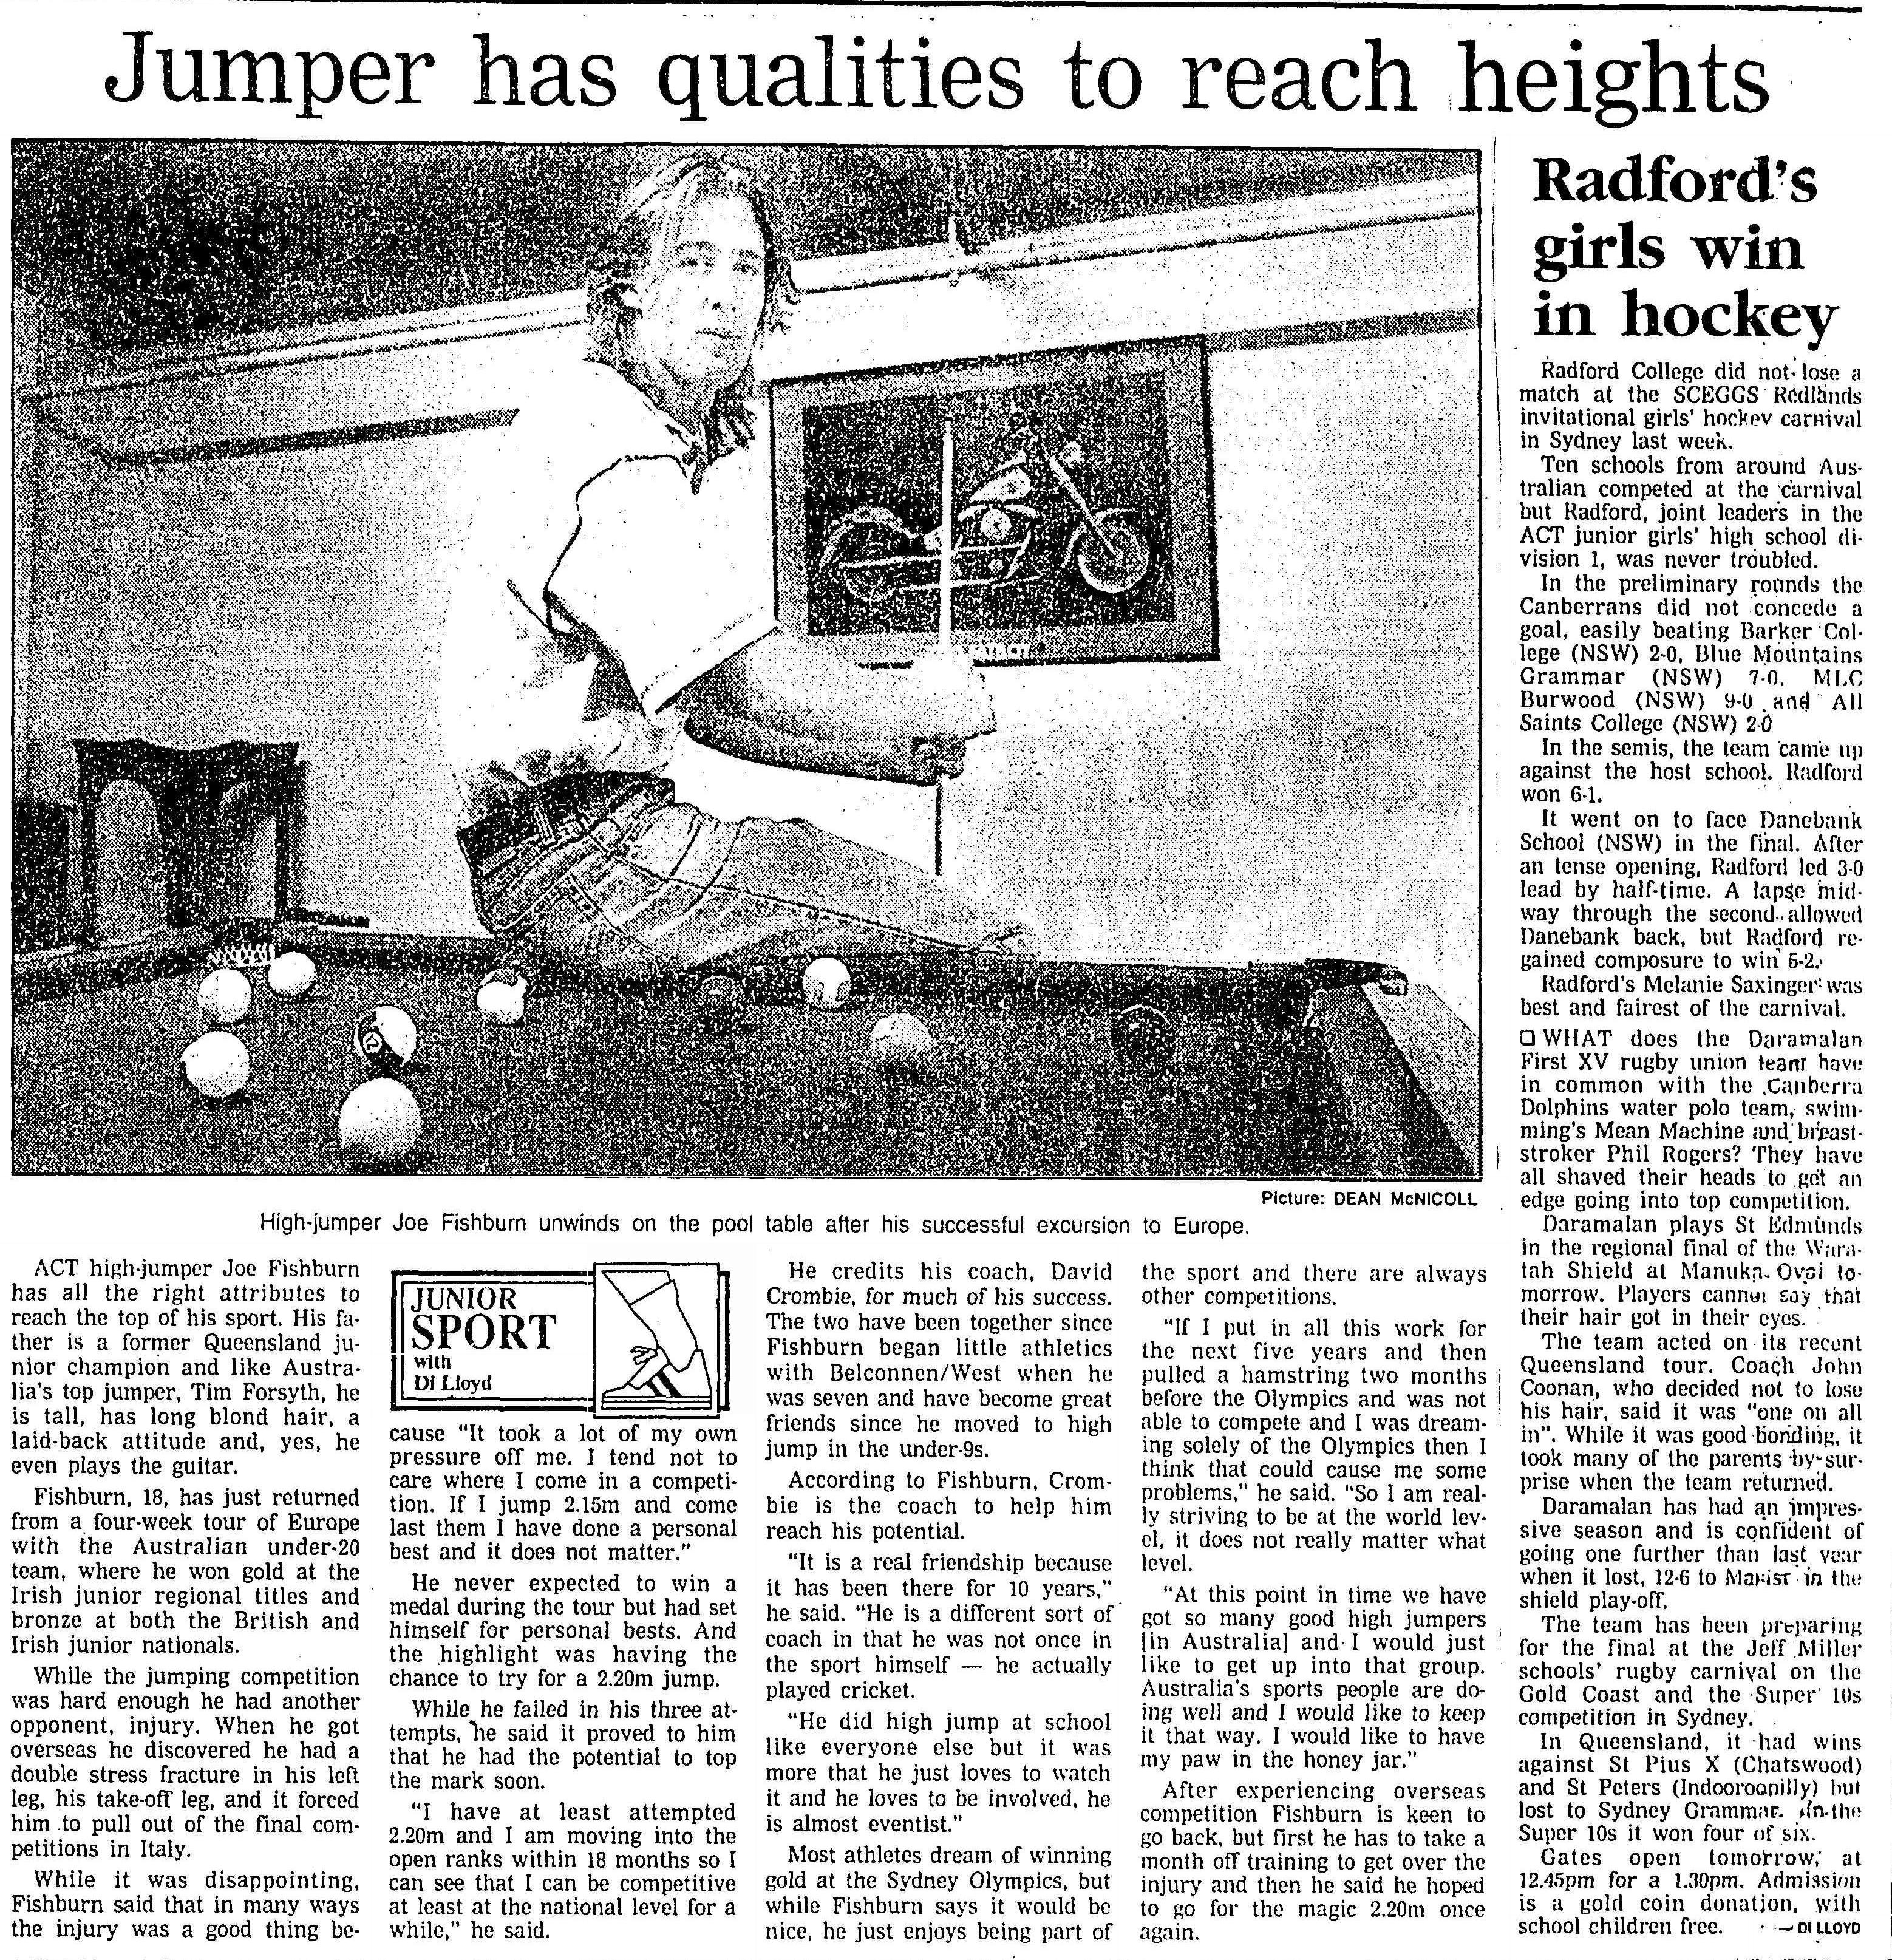 Jumper has qualities to reach heights
Picture: DEAN McNICOLL
High-jumper Joe Fishburn unwinds on the pool table after his successful excursion to Europe.
ACT high-jumper Joe Fishburn
has all the right attributes to
reach the top of his sport. His fa-
ther is a former Queensland ju-
nior champion and like Austra-
lia's top jumper, Tim Forsyth, he
is tall, has long blond hair, a
laid-back attitude and, yes, he
even plays the guitar.
Fishburn, 18, has just returned
from a four-week tour of Europe
with the Australian under-20
team, where he won gold at the
Irish junior regional titles and
bronze at both the British and
Irish junior nationals.
While the jumping competition
was hard enough he had another
opponent, injury. When he got
overseas he discovered he had a
double stress fracture in his left
leg, his take-off leg, and it forced
him to pull out of the final com-
petitions in Italy.
While it was disappointing,
Fishburn said that in many ways
the injury was a good thing be-
JUNIOR
SPORT
with
Di Lloyd
cause "It took a lot of my own
pressure off me. I tend not to
care where I come in a competi-
tion. If I jump 2.15m and come
last them I have done a personal
best and it does not matter."
He never expected to win a
medal during the tour but had set
himself for personal bests. And
the highlight was having the
chance to try for a 2.20m jump.
While he failed in his three at-
tempts, he said it proved to him
that he had the potential to top
the mark soon.
"I have at least attempted
2.20m and I am moving into the
open ranks within 18 months so I
can see that I can be competitive
at least at the national level for a
while," he said.
He credits his coach, David
Crombie, for much of his success.
The two have been together since
Fishburn began little athletics
with Belconnen/West when he
was seven and have become great
friends since he moved to high
jump in the under-9s.
According to Fishburn, Crom-
bie is the coach to help him
reach his potential.
"It is a real friendship because
it has been there for 10 years,"
he said. "He is a different sort of
coach in that he was not once in
the sport himself — he actually
played cricket.
"He did high jump at school
like everyone else but it was
more that he just loves to watch
it and he loves to be involved, he
is almost eventist."
Most athletes dream of winning
gold at the Sydney Olympics, but
while Fishburn says it would be
nice, he just enjoys being part of
the sport and there are always
other competitions.
"If I put in all this work for
the next five years and then
pulled a hamstring two months
before the Olympics and was not
able to compete and I was dream-
ing solely of the Olympics then I
think that could cause me some
problems," he said. "So I am real-
ly striving to be at the world lev-
el, it does not really matter what
level.
"At this point in time we have
got so many good high jumpers
[in Australia] and I would just
like to get up into that group.
Australia's sports people are do-
ing well and I would like to keep
it that way. I would like to have
my paw in the honey jar."
After experiencing overseas
competition Fishburn is keen to
go back, but first he has to take a
month off training to get over the
injury and then he said he hoped
to go for the magic 2.20m once
again.
Radford's
girls win
in hockey
Radford College did not lose a
match at the SCEGGS Redlands
invitational girls' hockey carnival
in Sydney last week.
Ten schools from around Aus-
tralian competed at the carnival
but Radford, joint leaders in the
ACT junior girls' high school di-
vision 1, was never troubled.
In the preliminary rounds the
Canberrans did not concede a
goal, easily beating Barker Col-
lege (NSW) 2-0, Blue Mountains
Grammar (NSW) 7-0, MLC
Burwood (NSW) 9-0 and All
Saints College (NSW) 2-0
In the semis, the team came up
against the host school. Radford
won 6-1.
It went on to face Danebank
School (NSW) in the final. After
an tense opening, Radford led 3-0
lead by half-time. A lapse mid-
way through the second allowed
Danebank back, but Radford re-
gained composure to win 5-2.
Radford's Melanie Saxinger was
best and fairest of the carnival.
❑ WHAT does the Daramalan
First XV rugby union team have
in common with the Canberra
Dolphins water polo team, swim-
ming's Mean Machine and breast-
stroker Phil Rogers? They have
all shaved their heads to get an
edge going into top competition.
Daramalan plays St Edmunds
in the regional final of the Wara-
tah Shield at Manuka Oval to-
morrow. Players cannot say that
their hair got in their eyes.
The team acted on its recent
Queensland tour. Coach John
Coonan, who decided not to lose
his hair, said it was "one on all
in". While it was good bonding, it
took many of the parents by sur-
prise when the team returned.
Daramalan has had an impres-
sive season and is confident of
going one further than last year
when it lost, 12-6 to Marist in the
shield play-off.
The team has been preparing
for the final at the Jeff Miller
schools' rugby carnival on the
Gold Coast and the Super 10s
competition in Sydney.
In Queensland, it had wins
against St Pius X (Chatswood)
and St Peters (Indooroopilly) but
lost to Sydney Grammar. In the
Super 10s it won four of six.
Gates open tomorrow, at
12.45pm for a 1.30pm. Admission
is a gold coin donation, with
school children free. — DI LLOYD